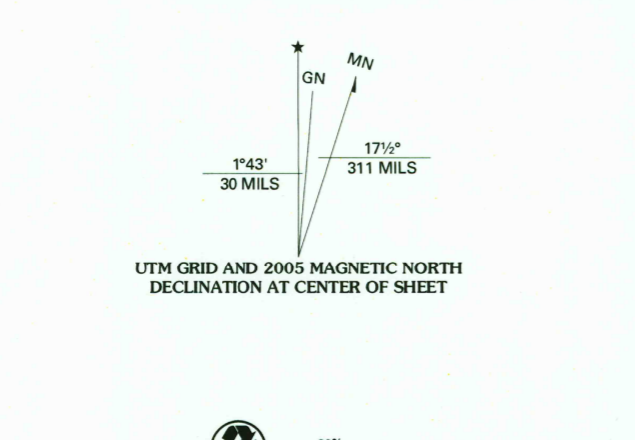 MN
GN
17½°
311 MILS
1°43'
30 MILS
UTM GRID AND 2005 MAGNETIC NORTH
DECLINATION AT CENTER OF SHEET